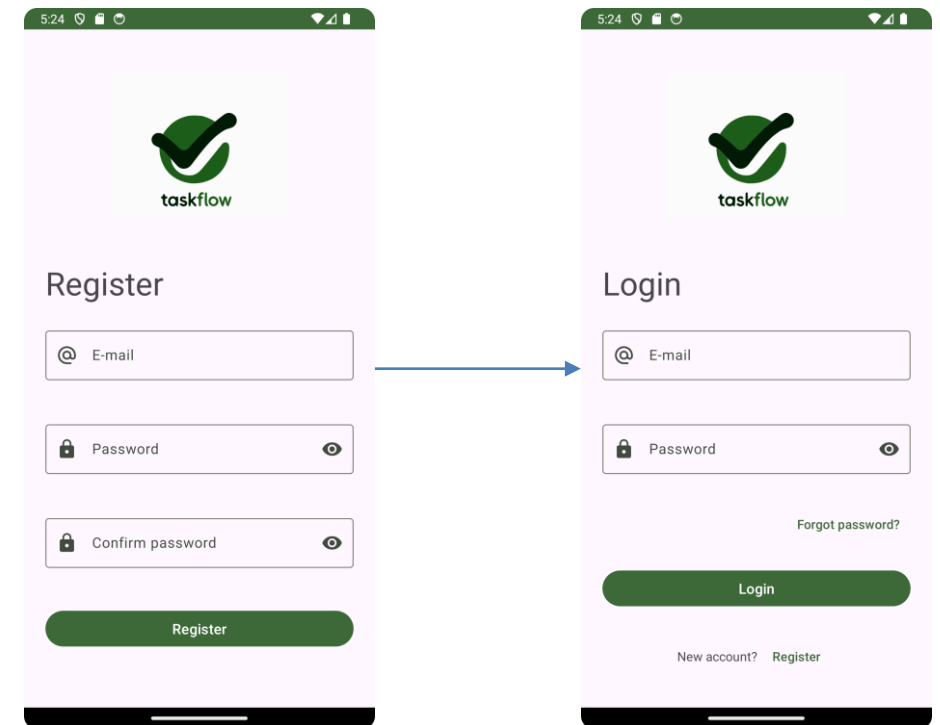 5:24
taskflow
Register
E-mail
Password
Confirm password
Register
5:24
taskflow
Login
E-mail
Password
Forgot password?
Login
New account? Register